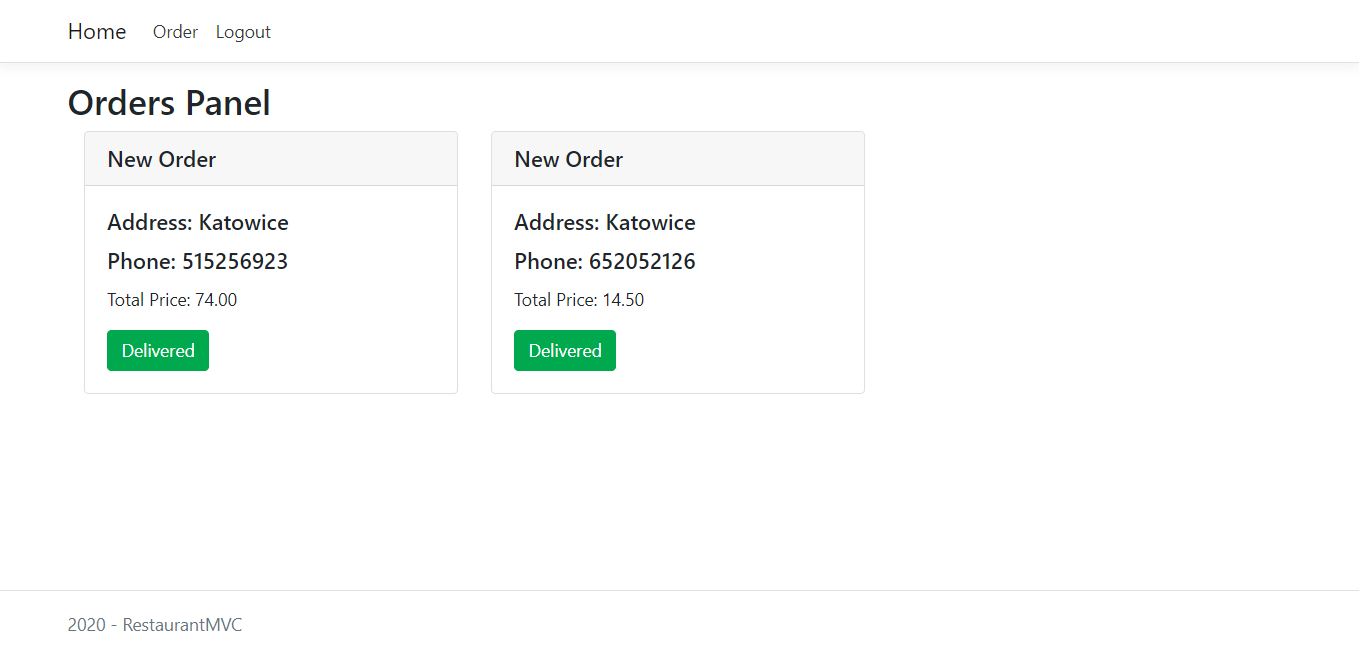 Home Order Logout
Orders Panel
New Order
Address: Katowice
Phone: 515256923
Total Price: 74.00
Delivered
New Order
Address: Katowice
Phone: 652052126
Total Price: 14.50
Delivered
2020 - RestaurantMVC